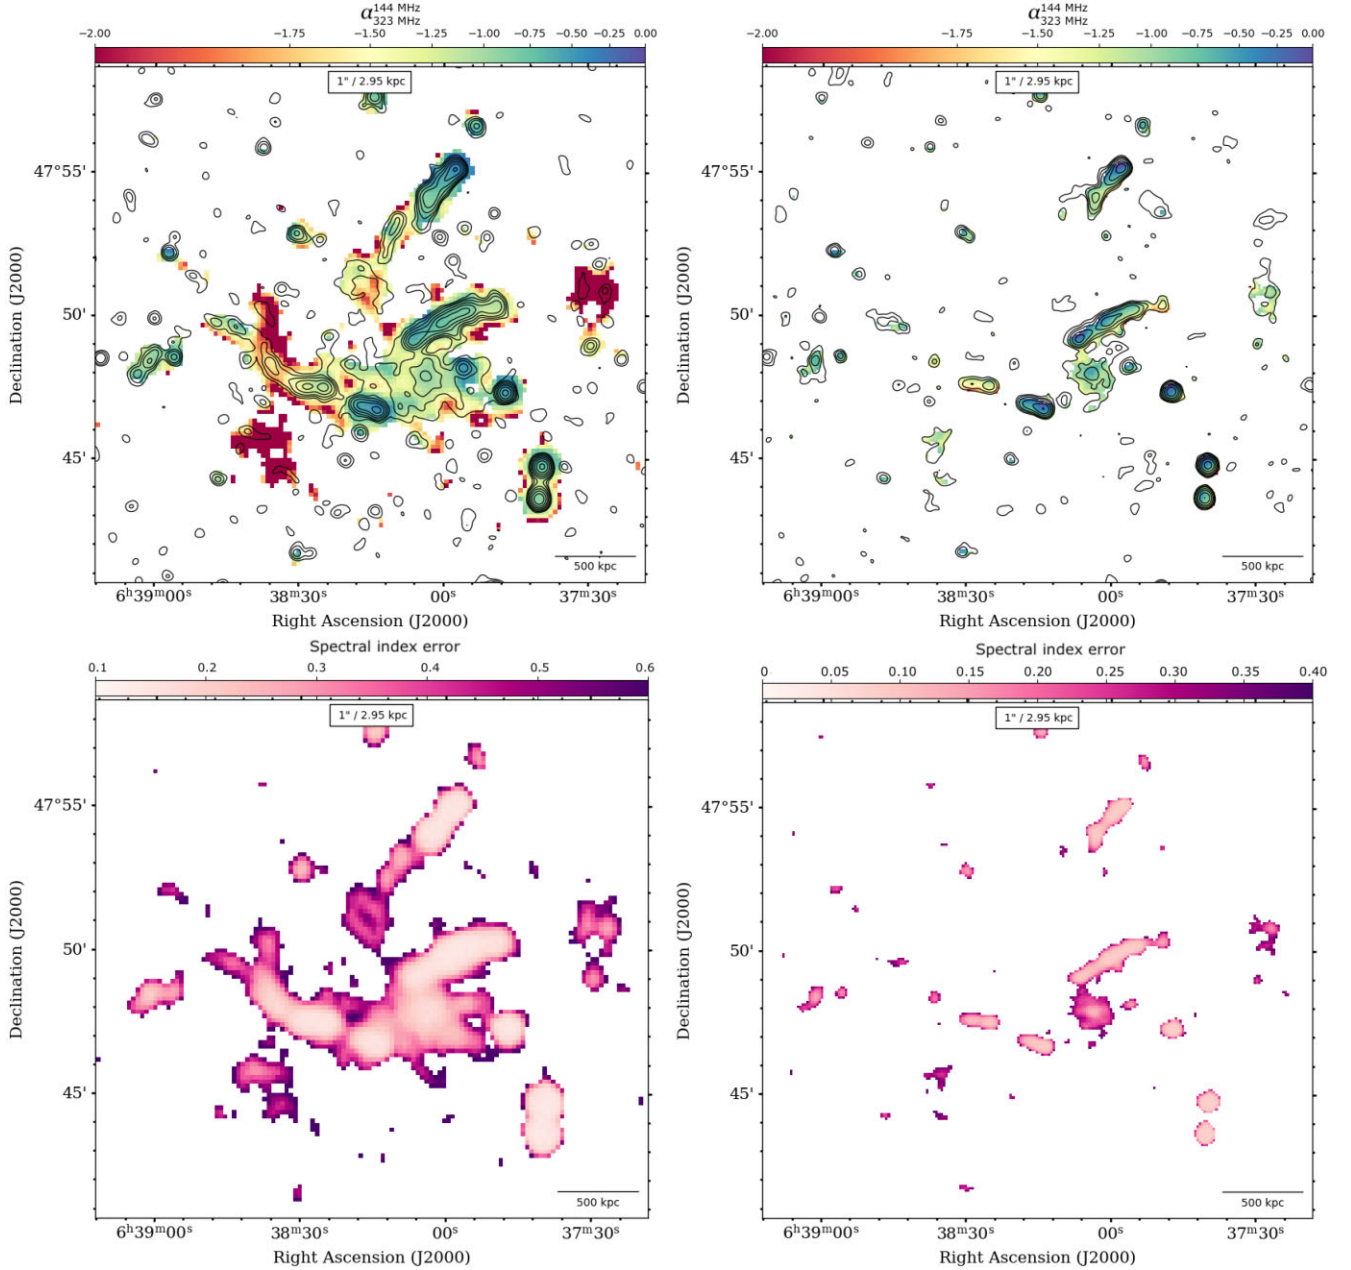 α 144 MHz 323 MHz
−2.00 −1.75 −1.50 −1.25 −1.00 −0.75 −0.50 −0.25 0.00
1" / 2.95 kpc
47°55'
50'
45'
Declination (J2000)
500 kpc
6h39m00s 38m30s 00s 37m30s
Right Ascension (J2000)
α 144 MHz 323 MHz
−2.00 −1.75 −1.50 −1.25 −1.00 −0.75 −0.50 −0.25 0.00
1" / 2.95 kpc
47°55'
50'
45'
Declination (J2000)
500 kpc
6h39m00s 38m30s 00s 37m30s
Right Ascension (J2000)
Spectral index error
0.1 0.2 0.3 0.4 0.5 0.6
1" / 2.95 kpc
47°55'
50'
45'
Declination (J2000)
500 kpc
6h39m00s 38m30s 00s 37m30s
Right Ascension (J2000)
Spectral index error
0. 0.05 0.10 0.15 0.20 0.25 0.30 0.35 0.40
1" / 2.95 kpc
47°55'
50'
45'
Declination (J2000)
500 kpc
6h39m00s 38m30s 00s 37m30s
Right Ascension (J2000)